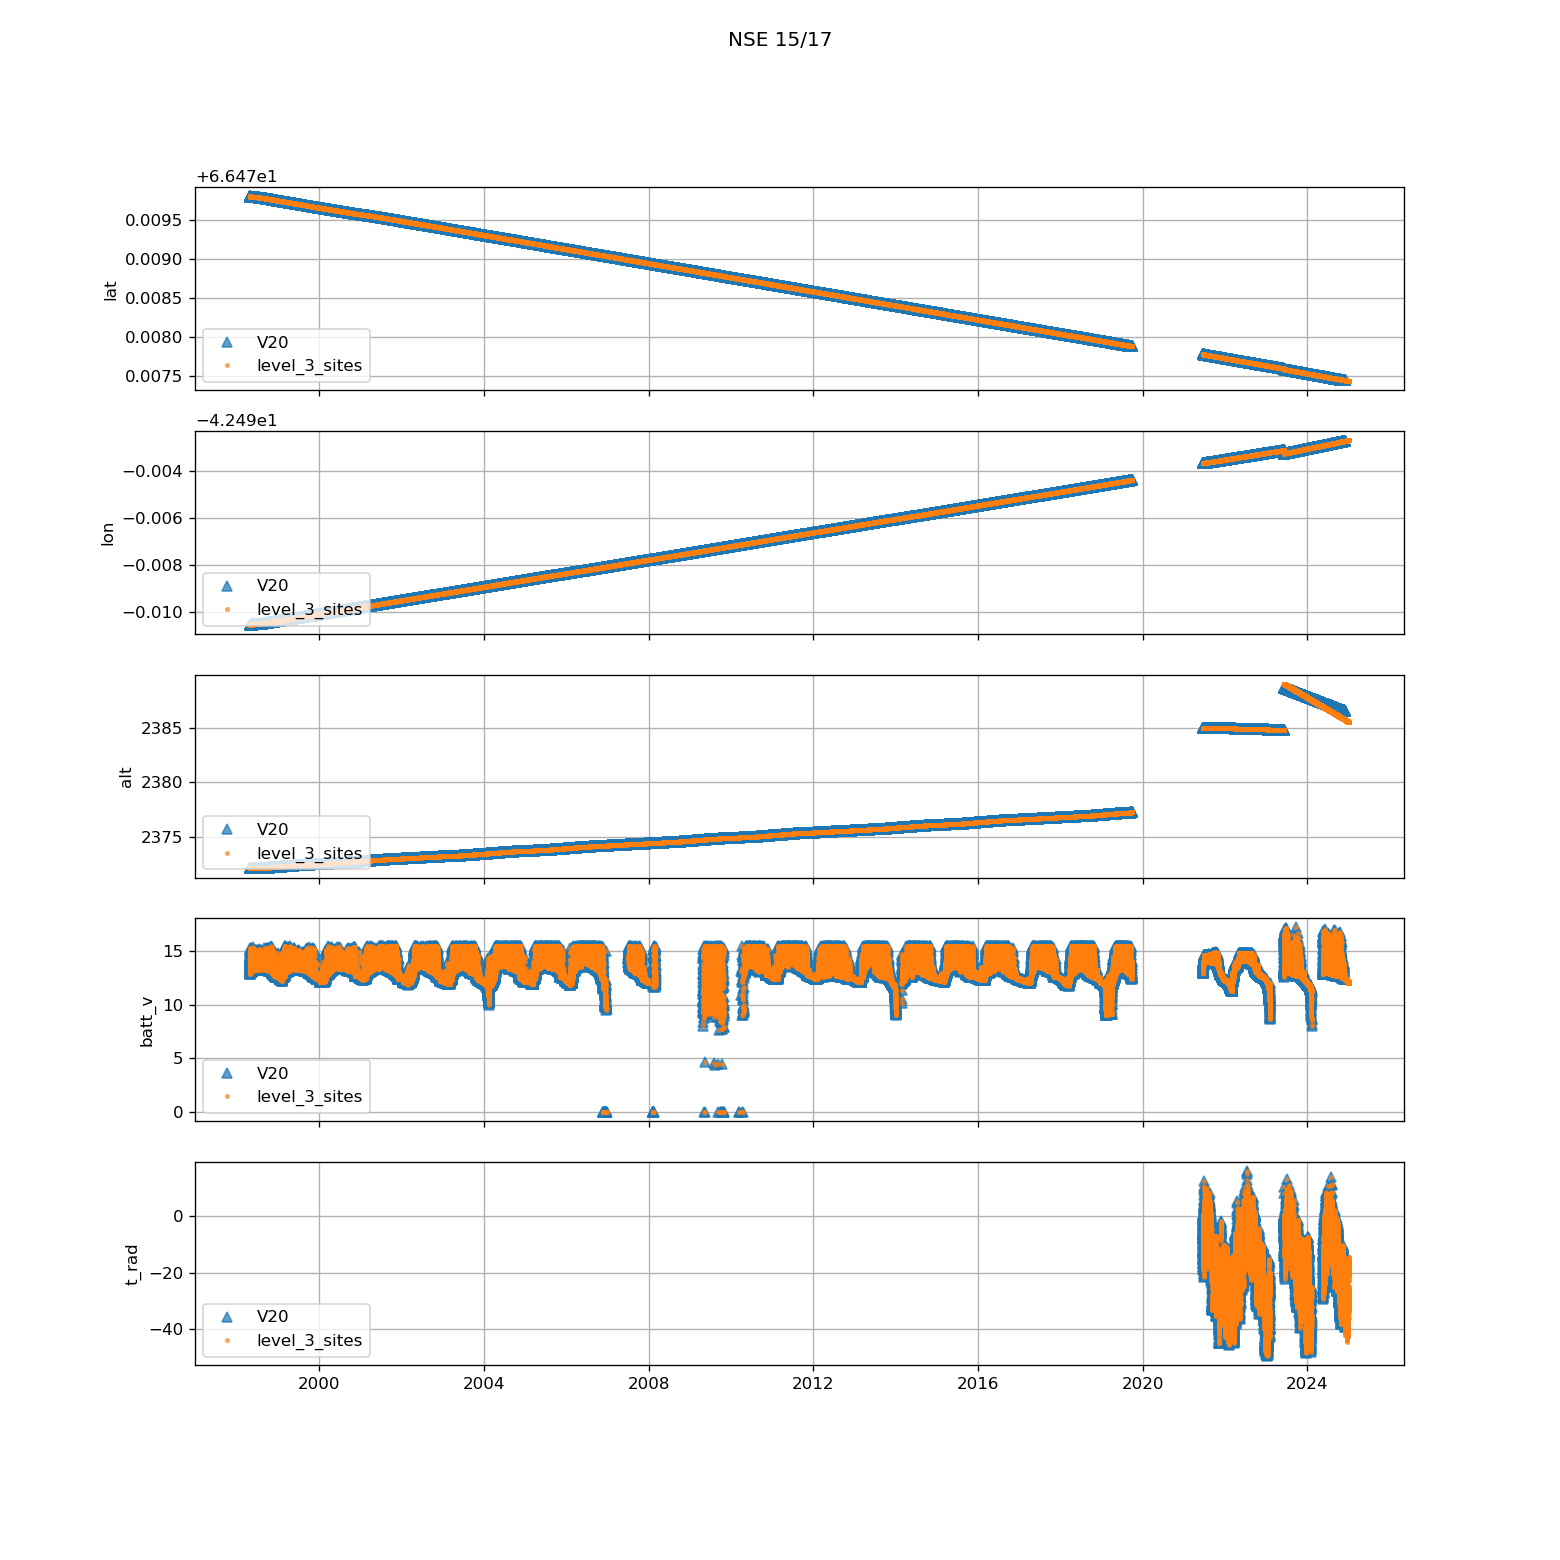 NSE 15/17
+6.647e1
0.0095
0.0090
0.0085
0.0080
0.0075
lat
V20
level_3_sites
−4.249e1
−0.004
−0.006
−0.008
−0.010
lon
V20
level_3_sites
2385
2380
2375
alt
V20
level_3_sites
15
10
5
0
batt_v
V20
level_3_sites
0
−20
−40
t_rad
V20
level_3_sites
2000 2004 2008 2012 2016 2020 2024